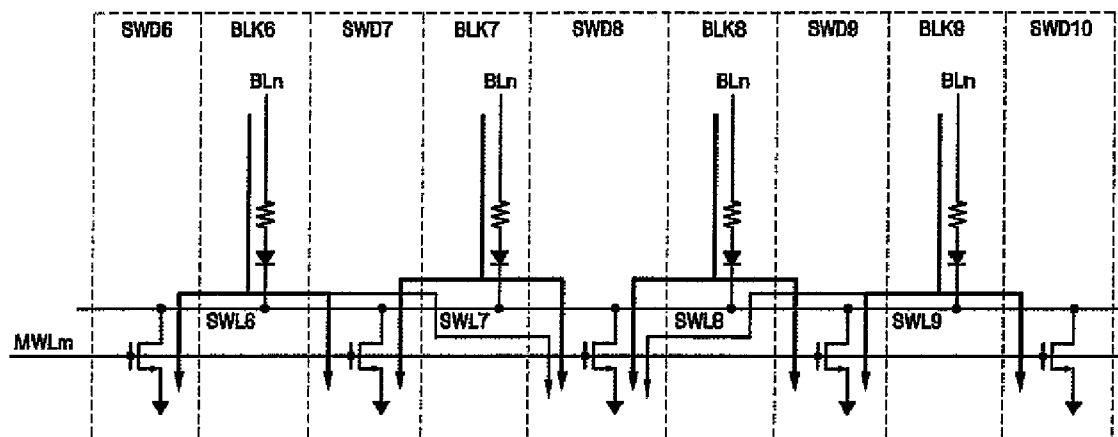 SWD6 BLK6 SWD7 BLK7 SWD8 BLK8 SWD9 BLK9 SWD10
BLn BLn BLn BLn
SWL6 SWL7 SWL8 SWL9
MWLm